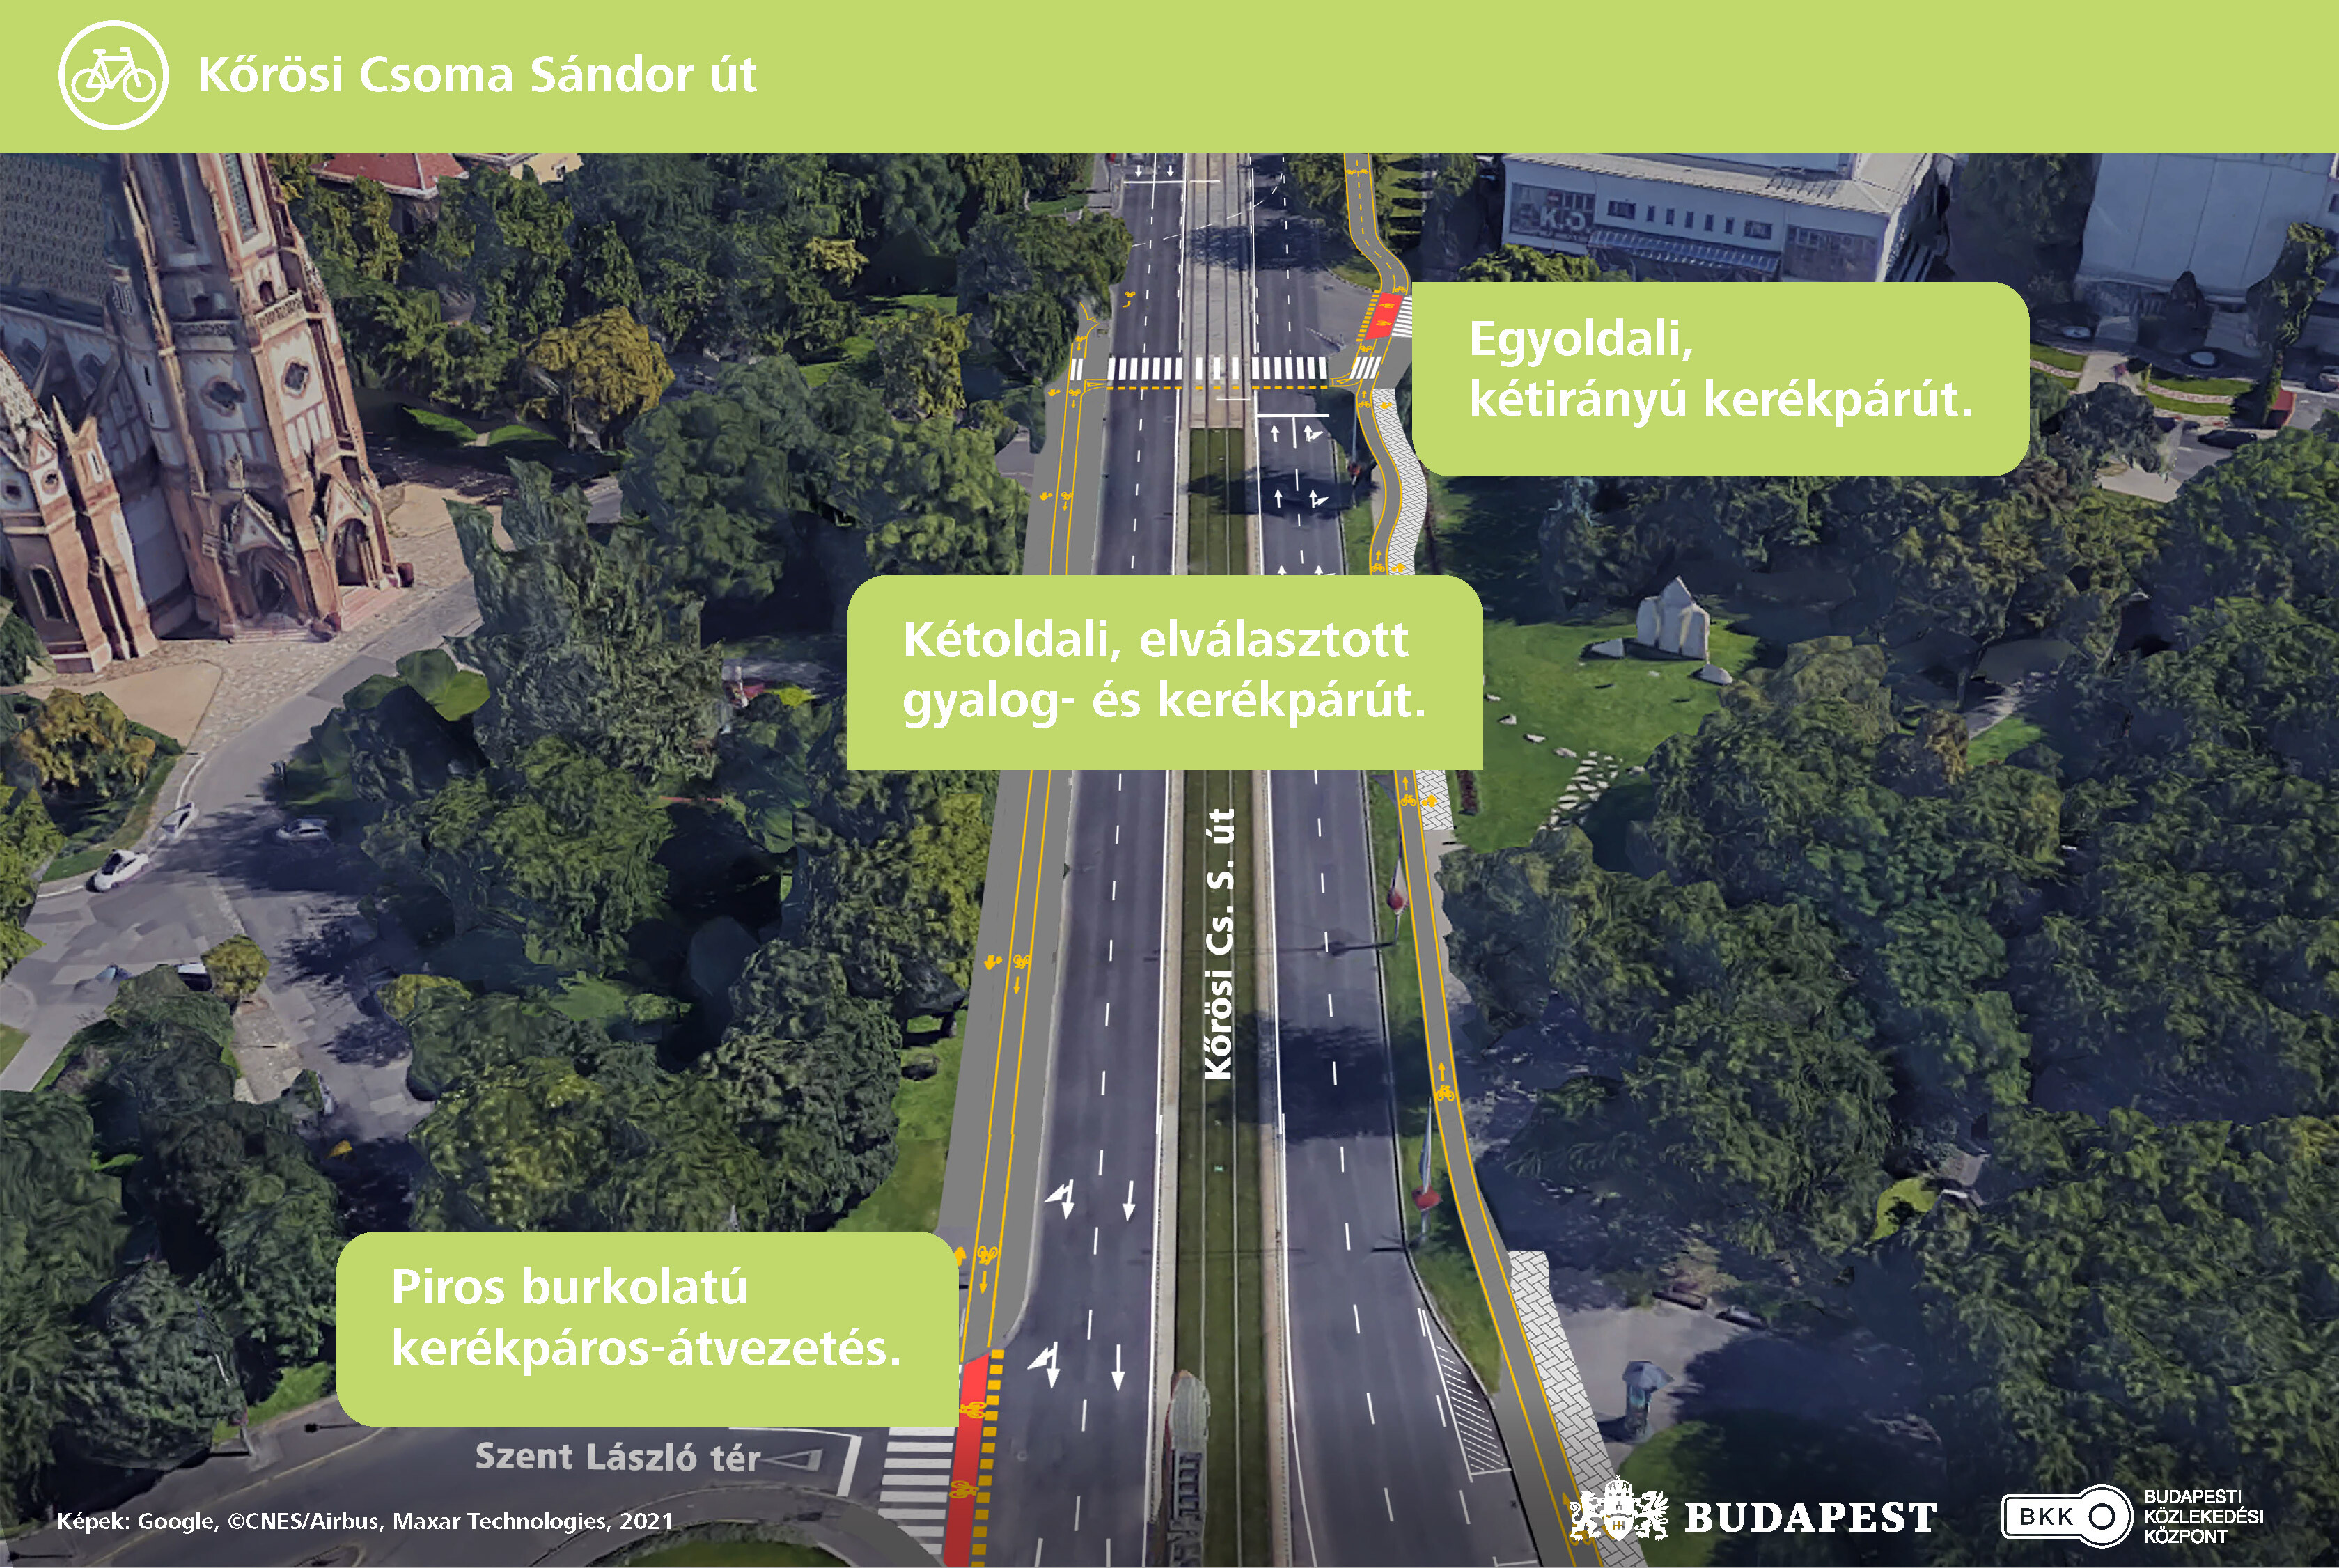 Kőrösi Csoma Sándor út
Egyoldali,
kétirányú kerékpárút.
Kétoldali, elválasztott
gyalog- és kerékpárút.
Kőrösi Cs. S. út
Piros burkolatú
kerékpáros-átvezetés.
Szent László tér
Képek: Google, ©CNES/Airbus, Maxar Technologies, 2021
BUDAPEST
BKK
BUDAPESTI
KÖZLEKEDÉSI
KÖZPONT